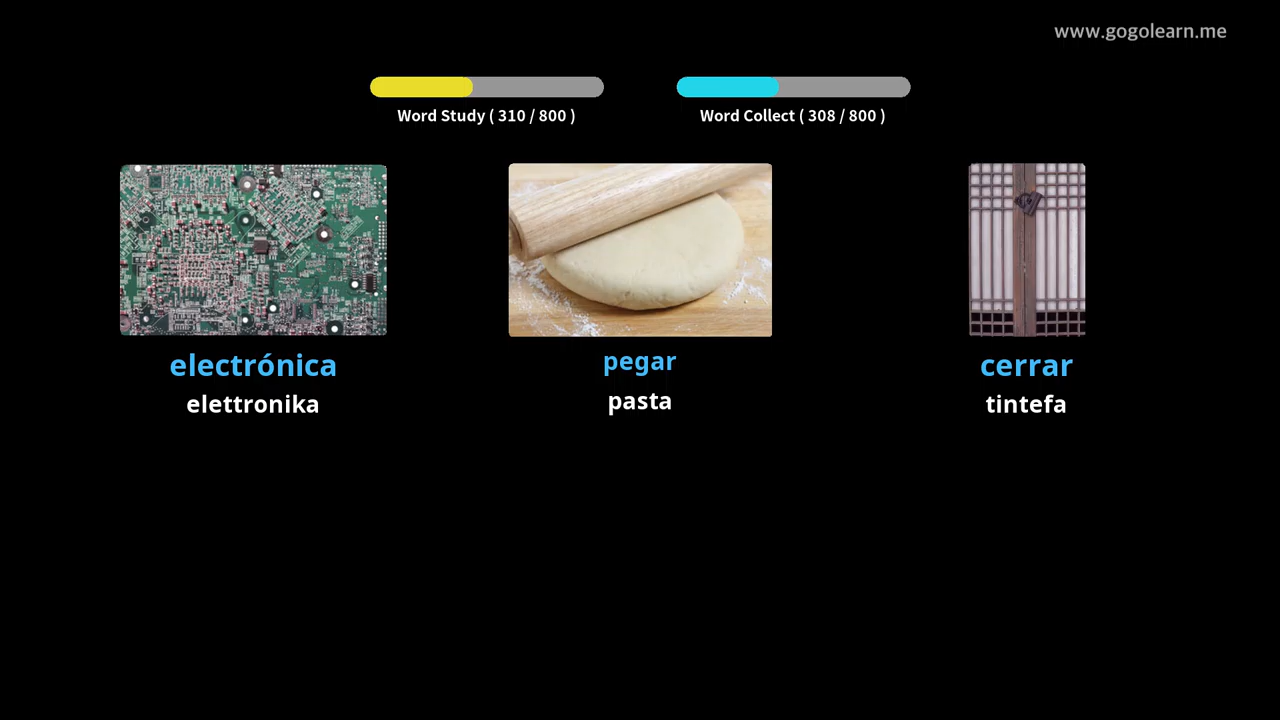 www.gogolearn.me
Word Study ( 310 / 800 )
Word Collect ( 308 / 800 )
electrónica
elettronika
pegar
pasta
cerrar
tintefa